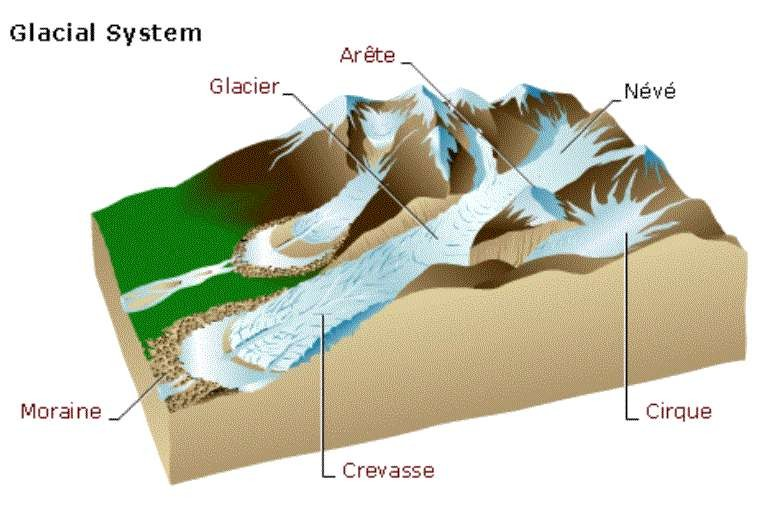 Glacial System
Arête
Glacier
Névé
Moraine
Cirque
Crevasse